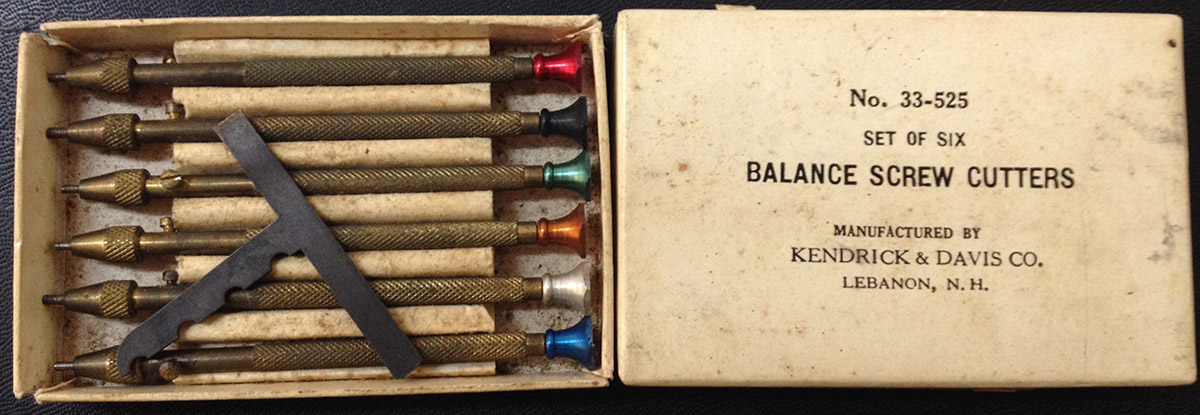 No. 33-525
SET OF SIX
BALANCE SCREW CUTTERS
MANUFACTURED BY
KENDRICK & DAVIS CO.
LEBANON, N. H.